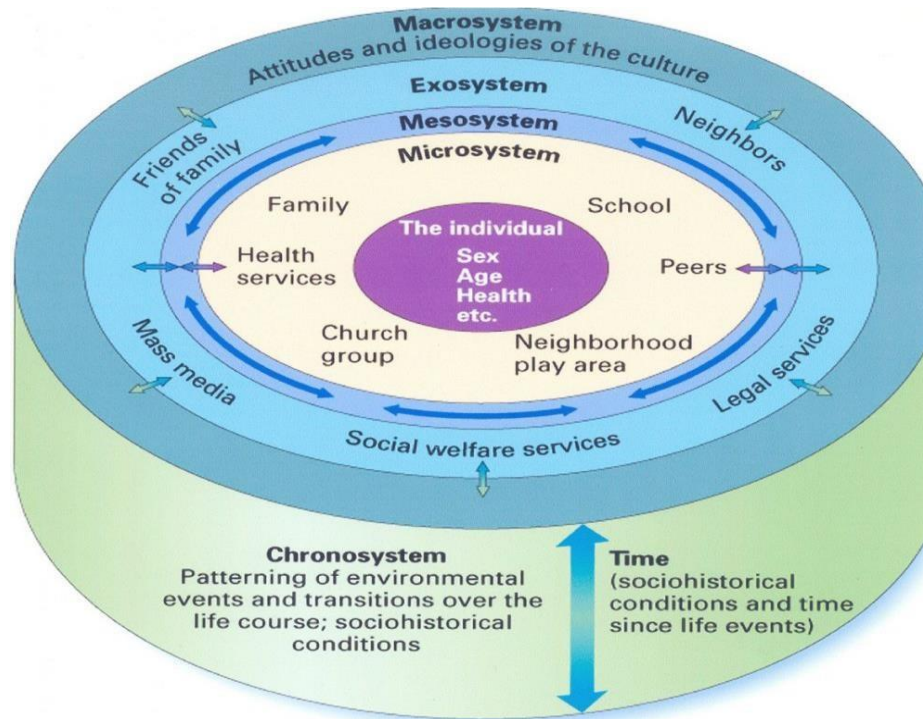 Macrosystem
Attitudes and ideologies of the culture
Exosystem
Mesosystem
Microsystem
Friends
of family
Neighbors
Family
School
The individual
Sex
Age
Health
etc.
Health
services
Peers
Church
group
Neighborhood
play area
Mass media
Legal services
Social welfare services
Chronosystem
Patterning of environmental
events and transitions over the
life course; sociohistorical
conditions
Time
(sociohistorical
conditions and time
since life events)